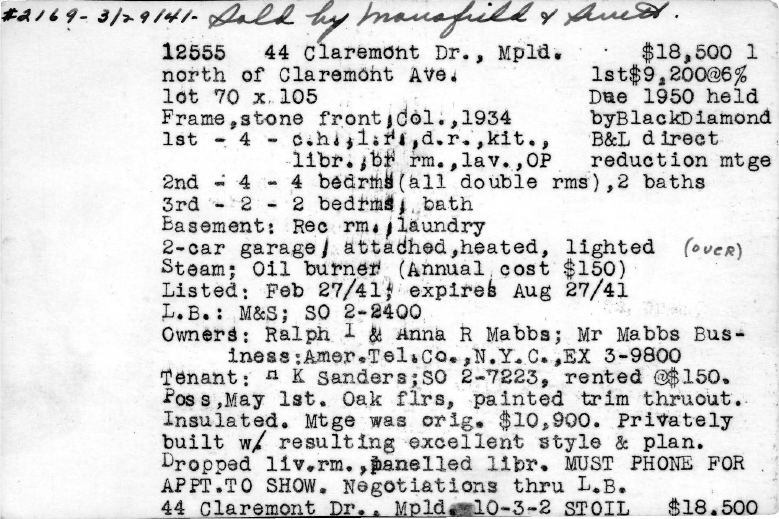 #2169-3/29/41- Sold by Mansfield & Swett.
12555 44 Claremont Dr., Mpld. $18,500 1
north of Claremont Ave. 1st$9,200@6%
lot 70 x 105 Due 1950 held
Frame,stone front,Col.,1934 byBlackDiamond
1st - 4 - c.h.,l.r.,d.r.,kit., B&L direct
libr.,br rm.,lav.,OP reduction mtge
2nd - 4 - 4 bedrms(all double rms),2 baths
3rd - 2 - 2 bedrms, bath
Basement: Rec rm.,laundry
2-car garage, attached,heated, lighted (OVER)
Steam; Oil burner (Annual cost $150)
Listed: Feb 27/41; expires Aug 27/41
L.B.: M&S; SO 2-2400
Owners: Ralph I & Anna R Mabbs; Mr Mabbs Bus-
iness:Amer.Tel.Co.,N.Y.C.,EX 3-9800
Tenant: K Sanders;SO 2-7223, rented @$150.
Poss,May 1st. Oak flrs, painted trim thruout.
Insulated. Mtge was orig. $10,900. Privately
built w/ resulting excellent style & plan.
Dropped liv.rm.,panelled libr. MUST PHONE FOR
APPT.TO SHOW. Negotiations thru L.B.
44 Claremont Dr., Mpld. 10-3-2 STOIL $18.500